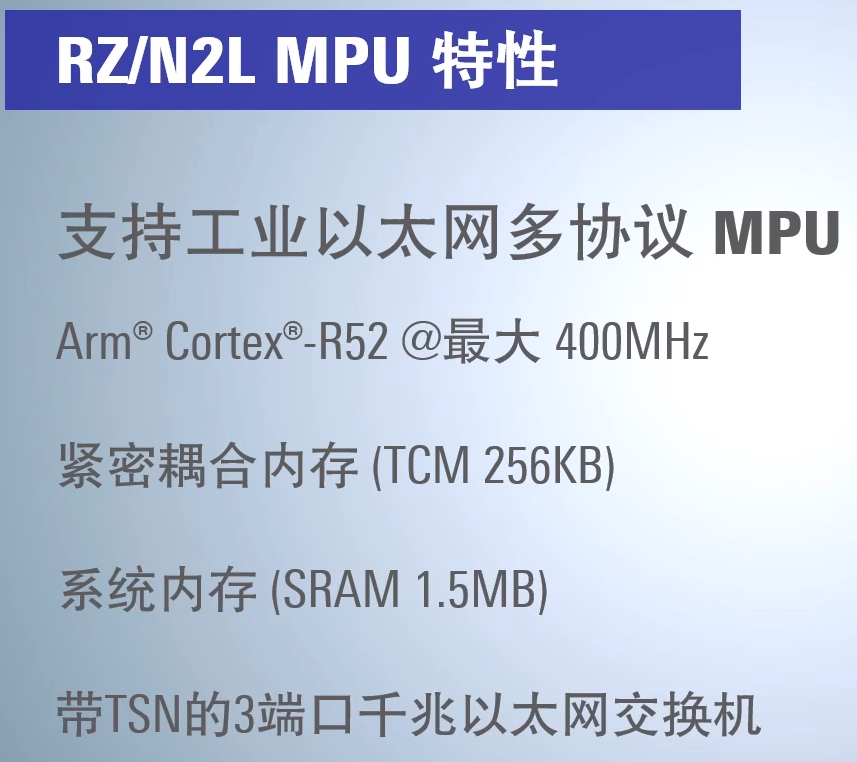 RZ/N2L MPU 特性
支持工业以太网多协议 MPU
Arm® Cortex®-R52 @最大 400MHz
紧密耦合内存 (TCM 256KB)
系统内存 (SRAM 1.5MB)
带TSN的3端口千兆以太网交换机